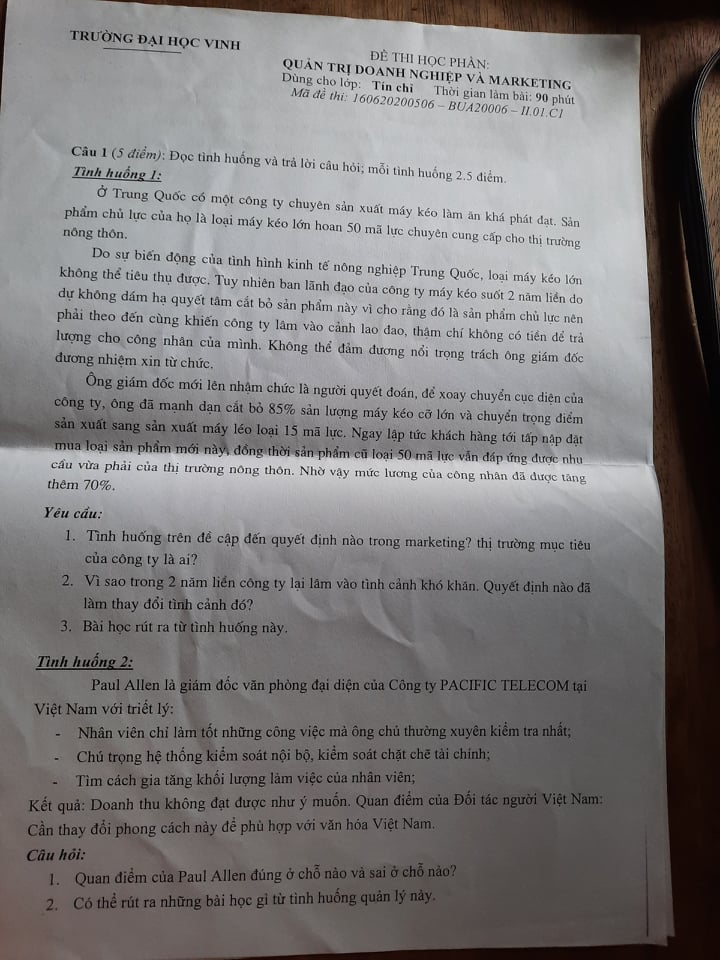 TRƯỜNG ĐẠI HỌC VINH
ĐỀ THI HỌC PHẦN:
QUẢN TRỊ DOANH NGHIỆP VÀ MARKETING
Dùng cho lớp: Tín chỉ Thời gian làm bài: 90 phút
Mã đề thi: 160620200506 – BUA20006 – II.01.C1
Câu 1 (5 điểm): Đọc tình huống và trả lời câu hỏi; mỗi tình huống 2.5 điểm.
Tình huống 1:
Ở Trung Quốc có một công ty chuyên sản xuất máy kéo làm ăn khá phát đạt. Sản
phẩm chủ lực của họ là loại máy kéo lớn hoan 50 mã lực chuyên cung cấp cho thị trường
nông thôn.
Do sự biến động của tình hình kinh tế nông nghiệp Trung Quốc, loại máy kéo lớn
không thể tiêu thụ được. Tuy nhiên ban lãnh đạo của công ty máy kéo suốt 2 năm liền do
dự không dám hạ quyết tâm cắt bỏ sản phẩm này vì cho rằng đó là sản phẩm chủ lực nên
phải theo đến cùng khiến công ty lâm vào cảnh lao đao, thậm chí không có tiền để trả
lượng cho công nhân của mình. Không thể đảm đương nổi trọng trách ông giám đốc
đương nhiệm xin từ chức.
Ông giám đốc mới lên nhậm chức là người quyết đoán, để xoay chuyển cục diện của
công ty, ông đã mạnh dạn cắt bỏ 85% sản lượng máy kéo cỡ lớn và chuyển trọng điểm
sản xuất sang sản xuất máy léo loại 15 mã lực. Ngay lập tức khách hàng tới tấp nập đặt
mua loại sản phẩm mới này, đồng thời sản phẩm cũ loại 50 mã lực vẫn đáp ứng được nhu
cầu vừa phải của thị trường nông thôn. Nhờ vậy mức lương của công nhân đã được tăng
thêm 70%.
Yêu cầu:
1. Tình huống trên đề cập đến quyết định nào trong marketing? thị trường mục tiêu
của công ty là ai?
2. Vì sao trong 2 năm liền công ty lại lâm vào tình cảnh khó khăn. Quyết định nào đã
làm thay đổi tình cảnh đó?
3. Bài học rút ra từ tình huống này.
Tình huống 2:
Paul Allen là giám đốc văn phòng đại diện của Công ty PACIFIC TELECOM tại
Việt Nam với triết lý:
- Nhân viên chỉ làm tốt những công việc mà ông chủ thường xuyên kiểm tra nhất;
- Chú trọng hệ thống kiểm soát nội bộ, kiểm soát chặt chẽ tài chính;
- Tìm cách gia tăng khối lượng làm việc của nhân viên;
Kết quả: Doanh thu không đạt được như ý muốn. Quan điểm của Đối tác người Việt Nam:
Cần thay đổi phong cách này để phù hợp với văn hóa Việt Nam.
Câu hỏi:
1. Quan điểm của Paul Allen đúng ở chỗ nào và sai ở chỗ nào?
2. Có thể rút ra những bài học gì từ tình huống quản lý này.